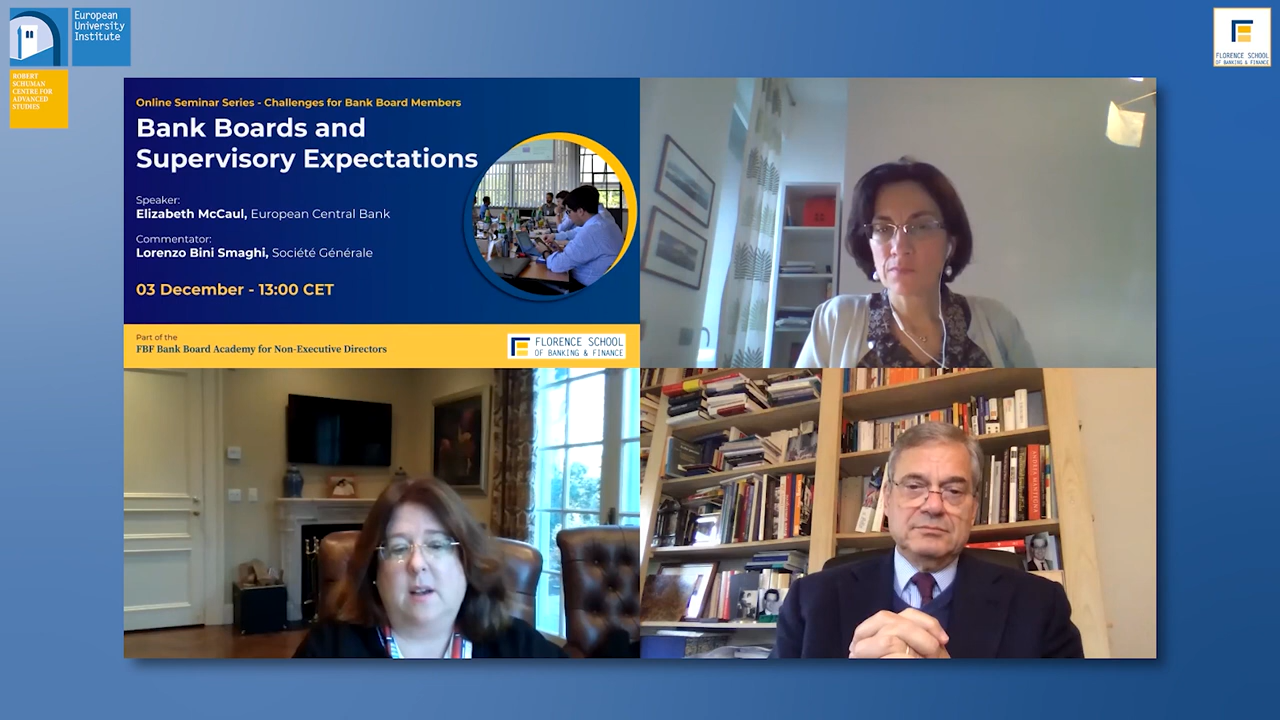 European
University
Institute
ROBERT
SCHUMAN
CENTRE FOR
ADVANCED
STUDIES
FLORENCE SCHOOL
OF BANKING & FINANCE
Online Seminar Series - Challenges for Bank Board Members
Bank Boards and
Supervisory Expectations
Speaker:
Elizabeth McCaul, European Central Bank
Commentator:
Lorenzo Bini Smaghi, Société Générale
03 December - 13:00 CET
Part of the
FBF Bank Board Academy for Non-Executive Directors
FLORENCE SCHOOL
OF BANKING & FINANCE